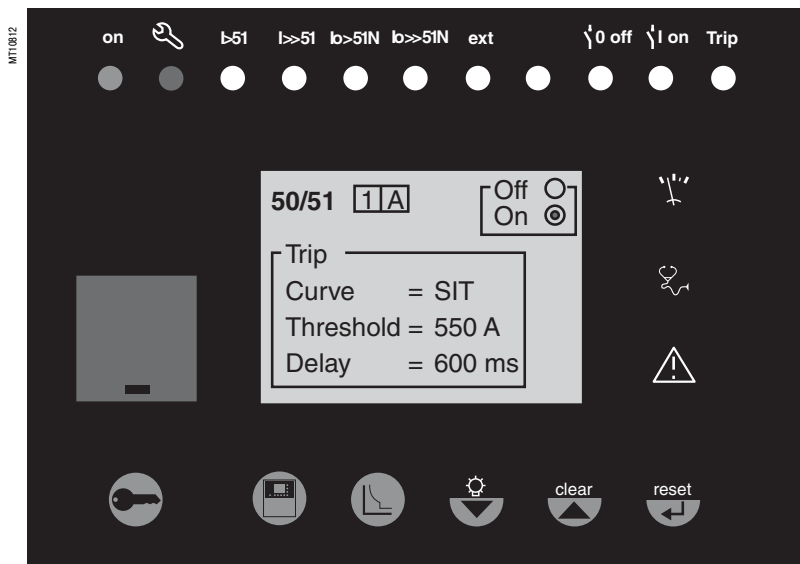 MT10812
on I>51 I>>51 Io>51N Io>>51N ext 0 off I on Trip
50/51 1 A Off
On
Trip
Curve = SIT
Threshold = 550 A
Delay = 600 ms
clear reset